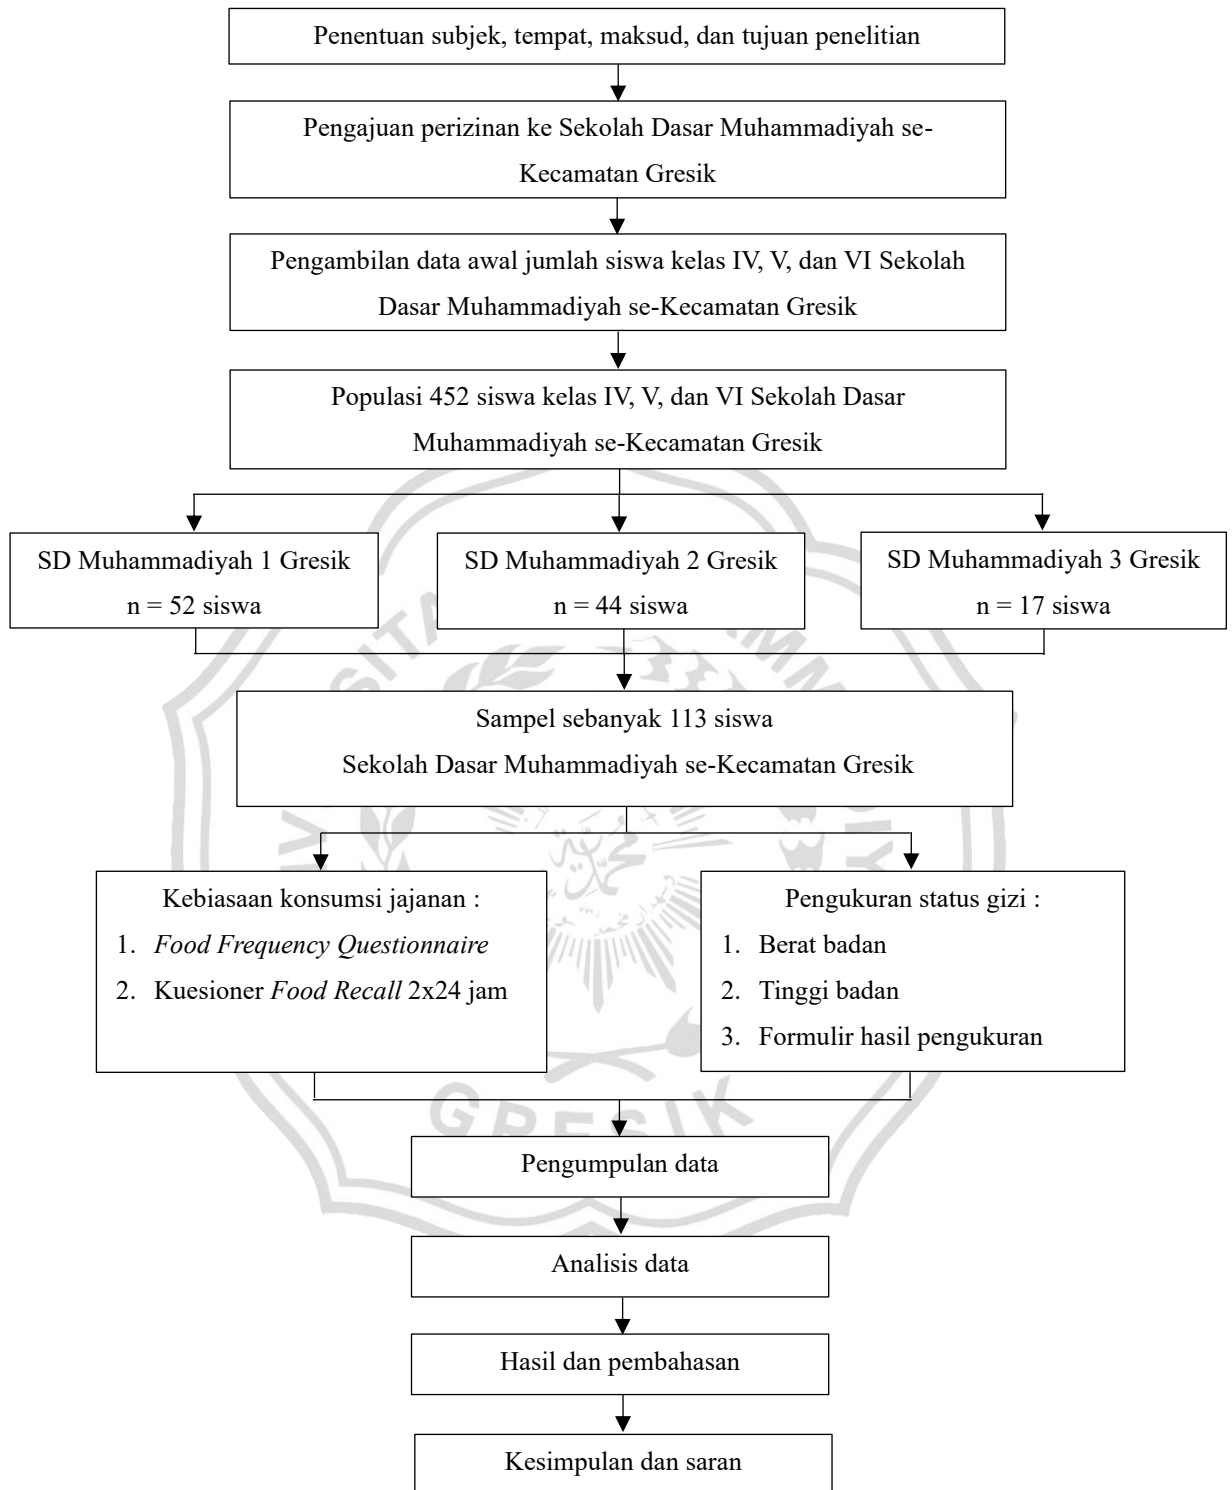 Penentuan subjek, tempat, maksud, dan tujuan penelitian
Pengajuan perizinan ke Sekolah Dasar Muhammadiyah se-
Kecamatan Gresik
Pengambilan data awal jumlah siswa kelas IV, V, dan VI Sekolah
Dasar Muhammadiyah se-Kecamatan Gresik
Populasi 452 siswa kelas IV, V, dan VI Sekolah Dasar
Muhammadiyah se-Kecamatan Gresik
SD Muhammadiyah 1 Gresik
n = 52 siswa
SD Muhammadiyah 2 Gresik
n = 44 siswa
SD Muhammadiyah 3 Gresik
n = 17 siswa
Sampel sebanyak 113 siswa
Sekolah Dasar Muhammadiyah se-Kecamatan Gresik
Kebiasaan konsumsi jajanan :
1. Food Frequency Questionnaire
2. Kuesioner Food Recall 2x24 jam
Pengukuran status gizi :
1. Berat badan
2. Tinggi badan
3. Formulir hasil pengukuran
GRESIK
Pengumpulan data
Analisis data
Hasil dan pembahasan
Kesimpulan dan saran